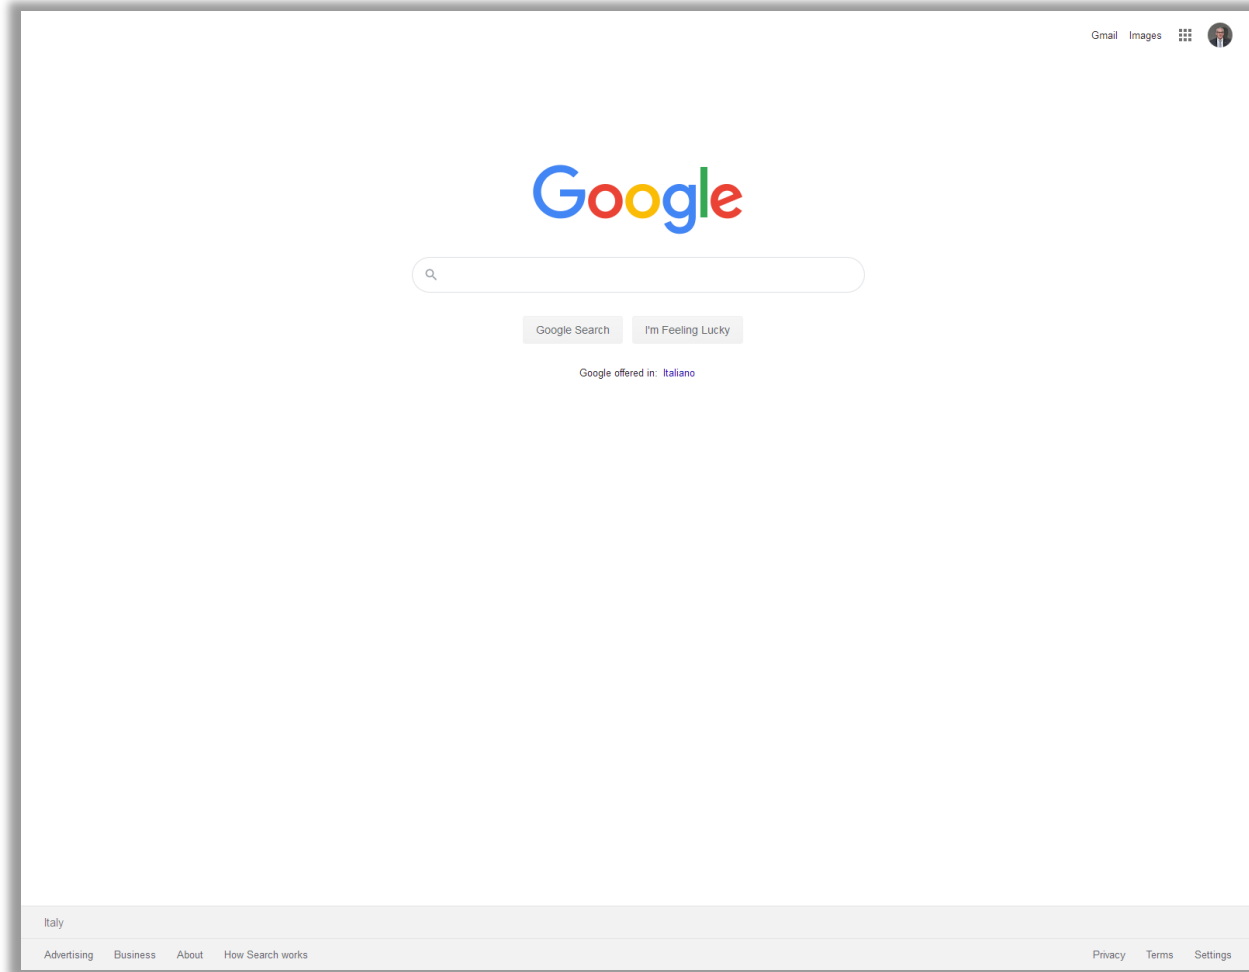 Gmail Images
Google
Google Search I'm Feeling Lucky
Google offered in: Italiano
Italy
Advertising Business About How Search works Privacy Terms Settings